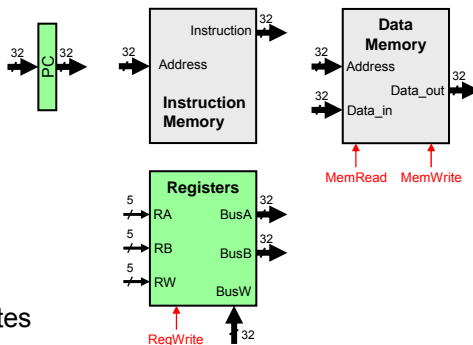 32
32
PC
32
Instruction
32
Address
Instruction
Memory
Data
Memory
32
Address
32
Data_out
32
Data_in
MemRead
MemWrite
Registers
5
RA
BusA
32
5
RB
BusB
32
5
RW
BusW
RegWrite
32